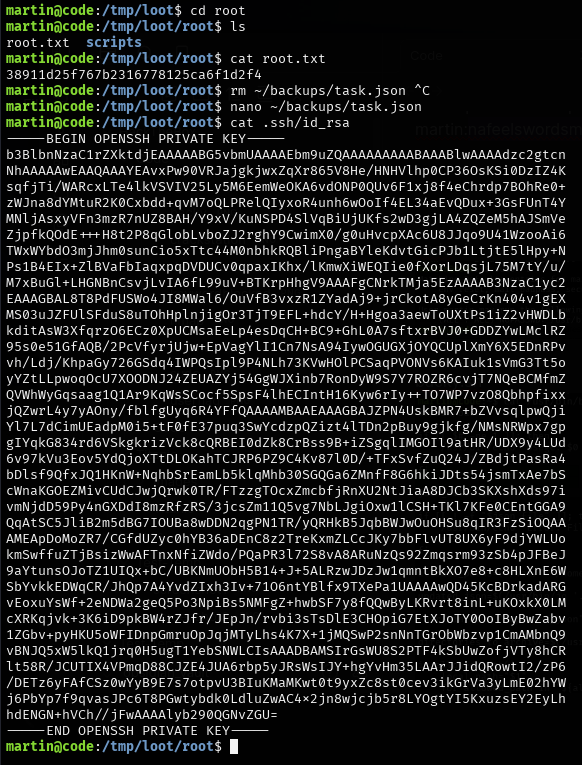 martin@code:/tmp/loot$ cd root
martin@code:/tmp/loot/root$ ls
root.txt scripts
martin@code:/tmp/loot/root$ cat root.txt
38911d25f767b2316778125ca6f1d2f4
martin@code:/tmp/loot/root$ rm ~/backups/task.json ^C
martin@code:/tmp/loot/root$ nano ~/backups/task.json
martin@code:/tmp/loot/root$ cat .ssh/id_rsa
-----BEGIN OPENSSH PRIVATE KEY-----
b3BlbnNzaC1rZXktdjEAAAAABG5vbmUAAAAEbm9uZQAAAAAAAAABAAABlwAAAAdzc2gtcn
NhAAAAAwEAAQAAAYEAvxPw90VRJajgkjwxZqXr865V8He/HNHVlhp0CP36OsKSi0DzIZ4K
sqfjTi/WARcxLTe4lkVSVIV25Ly5M6EemWeOKA6vdONP0QUv6F1xj8f4eChrdp7BOhRe0+
zWJna8dYMtuR2K0Cxbdd+qvM7oQLPRelQIyxoR4unh6wOoIf4EL34aEvQDux+3GsFUnT4Y
MNljAsxyVFn3mzR7nUZ8BAH/Y9xV/KuNSPD4SlVqBiUjUKfs2wD3gjLA4ZQZeM5hAJSmVe
ZjpfkQOdE+++H8t2P8qGlobLvboZJ2rghY9CwimX0/g0uHvcpXAc6U8JJqo9U41WzooAi6
TWxWYbdO3mjJhm0sunCio5xTtc44M0nbhkRQBliPngaBYleKdvtGicPJb1LtjtE5lHpy+N
Ps1B4EIx+ZlBVaFbIaqxpqDVDUCv0qpaxIKhx/lKmwXiWEQIie0fXorLDqsjL75M7tY/u/
M7xBuGl+LHGNBnCsvjLvIA6fL99uV+BTKrpHhgV9AAAFgCNrkTMja5EzAAAAB3NzaC1yc2
EAAAGBAL8T8PdFUSWo4JI8MWal6/OuVfB3vxzR1ZYadAj9+jrCkotA8yGeCrKn404v1gEX
MS03uJZFUlSFduS8uTOhHplnjigOr3TjT9EFL+hdcY/H+Hgoa3aewToUXtPs1iZ2vHWDLb
kditAsW3XfqrzO6ECz0XpUCMsaEeLp4esDqCH+BC9+GhL0A7sftxrBVJ0+GDDZYwLMclRZ
95s0e51GfAQB/2PcVfyrjUjw+EpVagYlI1Cn7NsA94IywOGUGXjOYQCUplXmY6X5EDnRPv
vh/Ldj/KhpaGy726GSdq4IWPQsIpl9P4NLh73KVwHOlPCSaqPVONVs6KAIuk1sVmG3Tt5o
yYZtLLpwoqOcU7XOODNJ24ZEUAZYj54GgWJXinb7RonDyW9S7Y7ROZR6cvjT7NQeBCMfmZ
QVWhWyGqsaag1Q1Ar9KqWsSCocf5SpsF4lhECIntH16Kyw6rIy++TO7WP7vzO8Qbhpfixx
jQZwrL4y7yAOny/fblfgUyq6R4YFfQAAAAMBAAEAAAGBAJZPN4UskBMR7+bZVvsqlpwQji
Yl7L7dCimUEadpM0i5+tF0fE37puq3SwYcdzpQZizt4lTDn2pBuy9gjkfg/NMsNRWpx7gp
gIYqkG834rd6VSkgkrizVck8cQRBEI0dZk8CrBss9B+iZSgqlIMGOIl9atHR/UDX9y4LUd
6v97kVu3Eov5YdQjoXTtDLOKahTCJRP6PZ9C4Kv87l0D/+TFxSvfZuQ24J/ZBdjtPasRa4
bDlsf9QfxJQ1HKnW+NqhbSrEamLb5klqMhb30SGQGa6ZMnfF8G6hkiJDts54jsmTxAe7bS
cWnaKGOEZMivCUdCJwjQrwk0TR/FTzzgTOcxZmcbfjRnXU2NtJiaA8DJCb3SKXshXds97i
vmNjdD59Py4nGXDdI8mzRfzRS/3jcsZm11Q5vg7NbLJgiOxw1lCSH+TKl7KFe0CEntGGA9
QqAtSC5JliB2m5dBG7IOUBa8wDDN2qgPN1TR/yQRHkB5JqbBWJwOuOHSu8qIR3FzSiOQAA
AMEApDoMoZR7/CGfdUZyc0hYB36aDEnC8z2TreKxmZLCcJKy7bbFlvUT8UX6yF9djYWLUo
kmSwffuZTjBsizWwAFTnxNfiZWdo/PQaPR3l72S8vA8ARuNzQs92Zmqsrm93zSb4pJFBeJ
9aYtunsOJoTZ1UIQx+bC/UBKNmUObH5B14+J+5ALRzwJDzJw1qmntBkXO7e8+c8HLXnE6W
SbYvkkEDWqCR/JhQp7A4YvdZIxh3Iv+71O6ntYBlfx9TXePa1UAAAAwQD45KcBDrkadARG
vEoxuYsWf+2eNDWa2geQ5Po3NpiBs5NMFgZ+hwbSF7y8fQQwByLKRvrt8inL+uKOxkX0LM
cXRKqjvk+3K6iD9pkBW4rZJfr/JEpJn/rvbi3sTsDlE3CHOpiG7EtXJoTY0OoIByBwZabv
1ZGbv+pyHKU5oWFIDnpGmruOpJqjMTyLhs4K7X+1jMQSwP2snNnTGrObWbzvp1CmAMbnQ9
vBNJQ5xW5lkQ1jrq0H5ugT1YebSNWLCIsAAADBAMSIrGsWU8S2PTF4kSbUwZofjVTy8hCR
lt58R/JCUTIX4VPmqD88CJZE4JUA6rbp5yJRsWsIJY+hgYvHm35LAArJJidQRowtI2/zP6
/DETz6yFAfCSz0wYyB9E7s7otpvU3BIuKMaMKwt0t9yxZc8st0cev3ikGrVa3yLmE02hYW
j6PbYp7f9qvasJPc6T8PGwtybdk0LdluZwAC4x2jn8wjcjb5r8LYOgtYI5KxuzsEY2EyLh
hdENGN+hVCh//jFwAAAAlyb290QGNvZGU=
-----END OPENSSH PRIVATE KEY-----
martin@code:/tmp/loot/root$